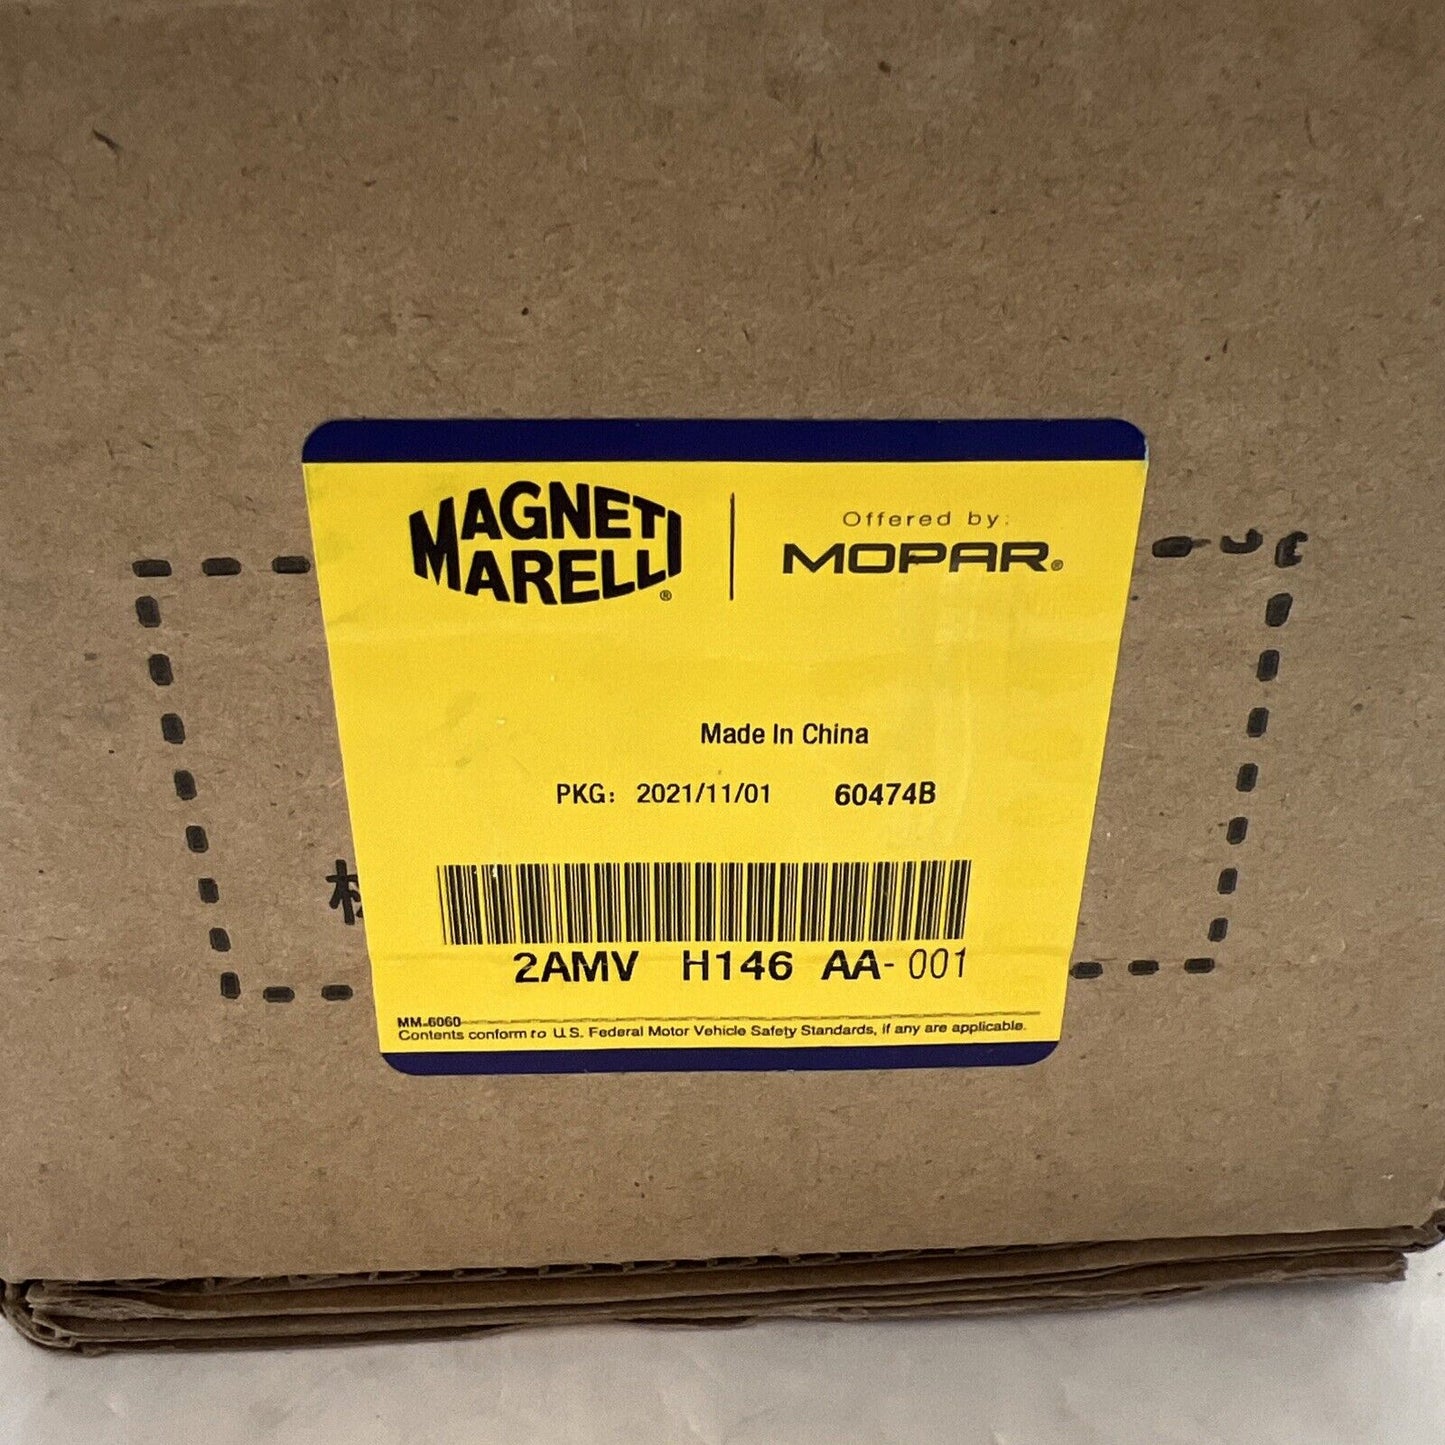 MAGNETI
MARELLI®
Offered by:
MOPAR®
Made In China
PKG: 2021/11/01 60474B
2AMV H146 AA-001
MM-6060
Contents conform to U.S. Federal Motor Vehicle Safety Standards, if any are applicable.